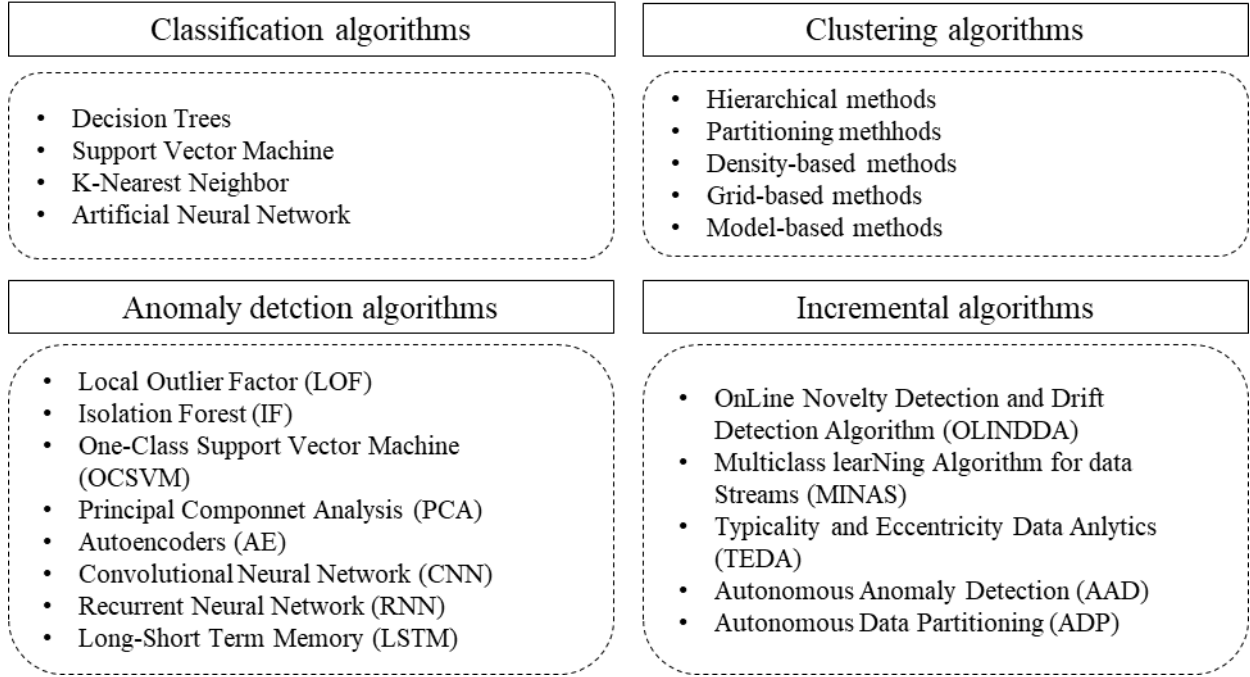 Classification algorithms
• Decision Trees
• Support Vector Machine
• K-Nearest Neighbor
• Artificial Neural Network
Clustering algorithms
• Hierarchical methods
• Partitioning methhods
• Density-based methods
• Grid-based methods
• Model-based methods
Anomaly detction algorithms
• Local Outlier Factor (LOF)
• Isolation Forest (IF)
• One-Class Support Vector Machine
(OCSVM)
• Principal Componnet Analysis (PCA)
• Autoencoders (AE)
• Convolutional Neural Network (CNN)
• Recurrent Neural Network (RNN)
• Long-Short Term Memory (LSTM)
Incremental algorithms
• OnLine Novelty Detection and Drift
Detection Algorithm (OLINDDA)
• Multiclass learNing Algorithm for data
Streams (MINAS)
• Typicality and Eccentricity Data Anlytics
(TEDA)
• Autonomous Anomaly Detection (AAD)
• Autonomous Data Partitioning (ADP)